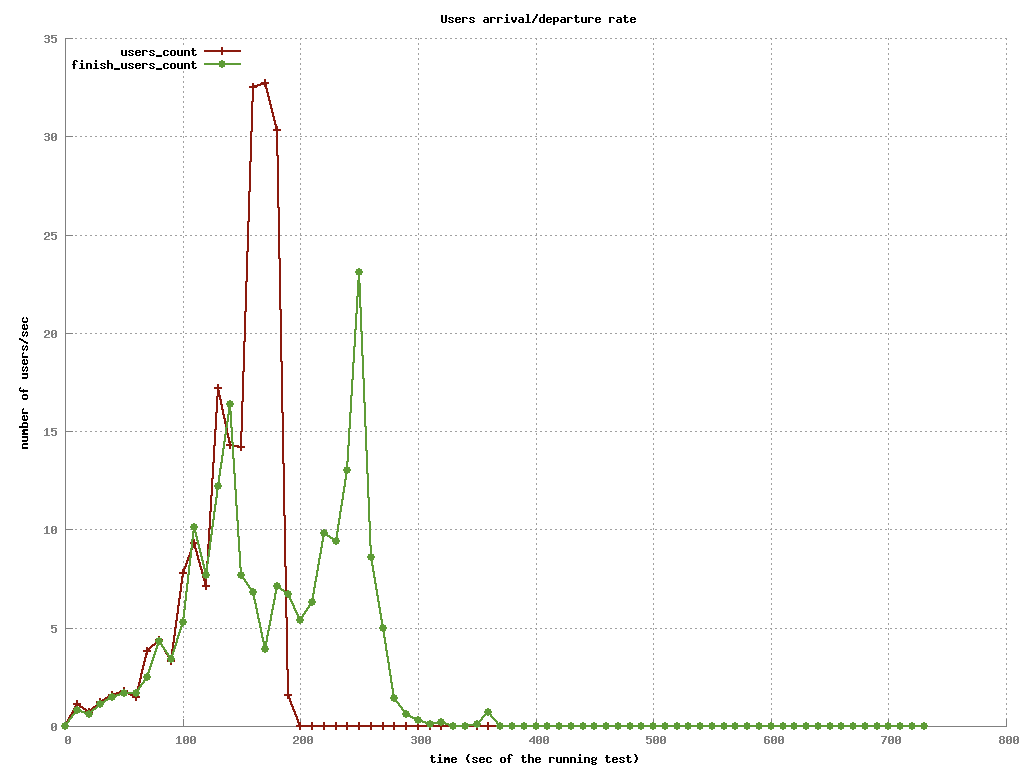 Users arrival/departure rate
users_count
finish_users_count
35
30
25
20
15
10
5
0
number of users/sec
0 100 200 300 400 500 600 700 800
time (sec of the running test)